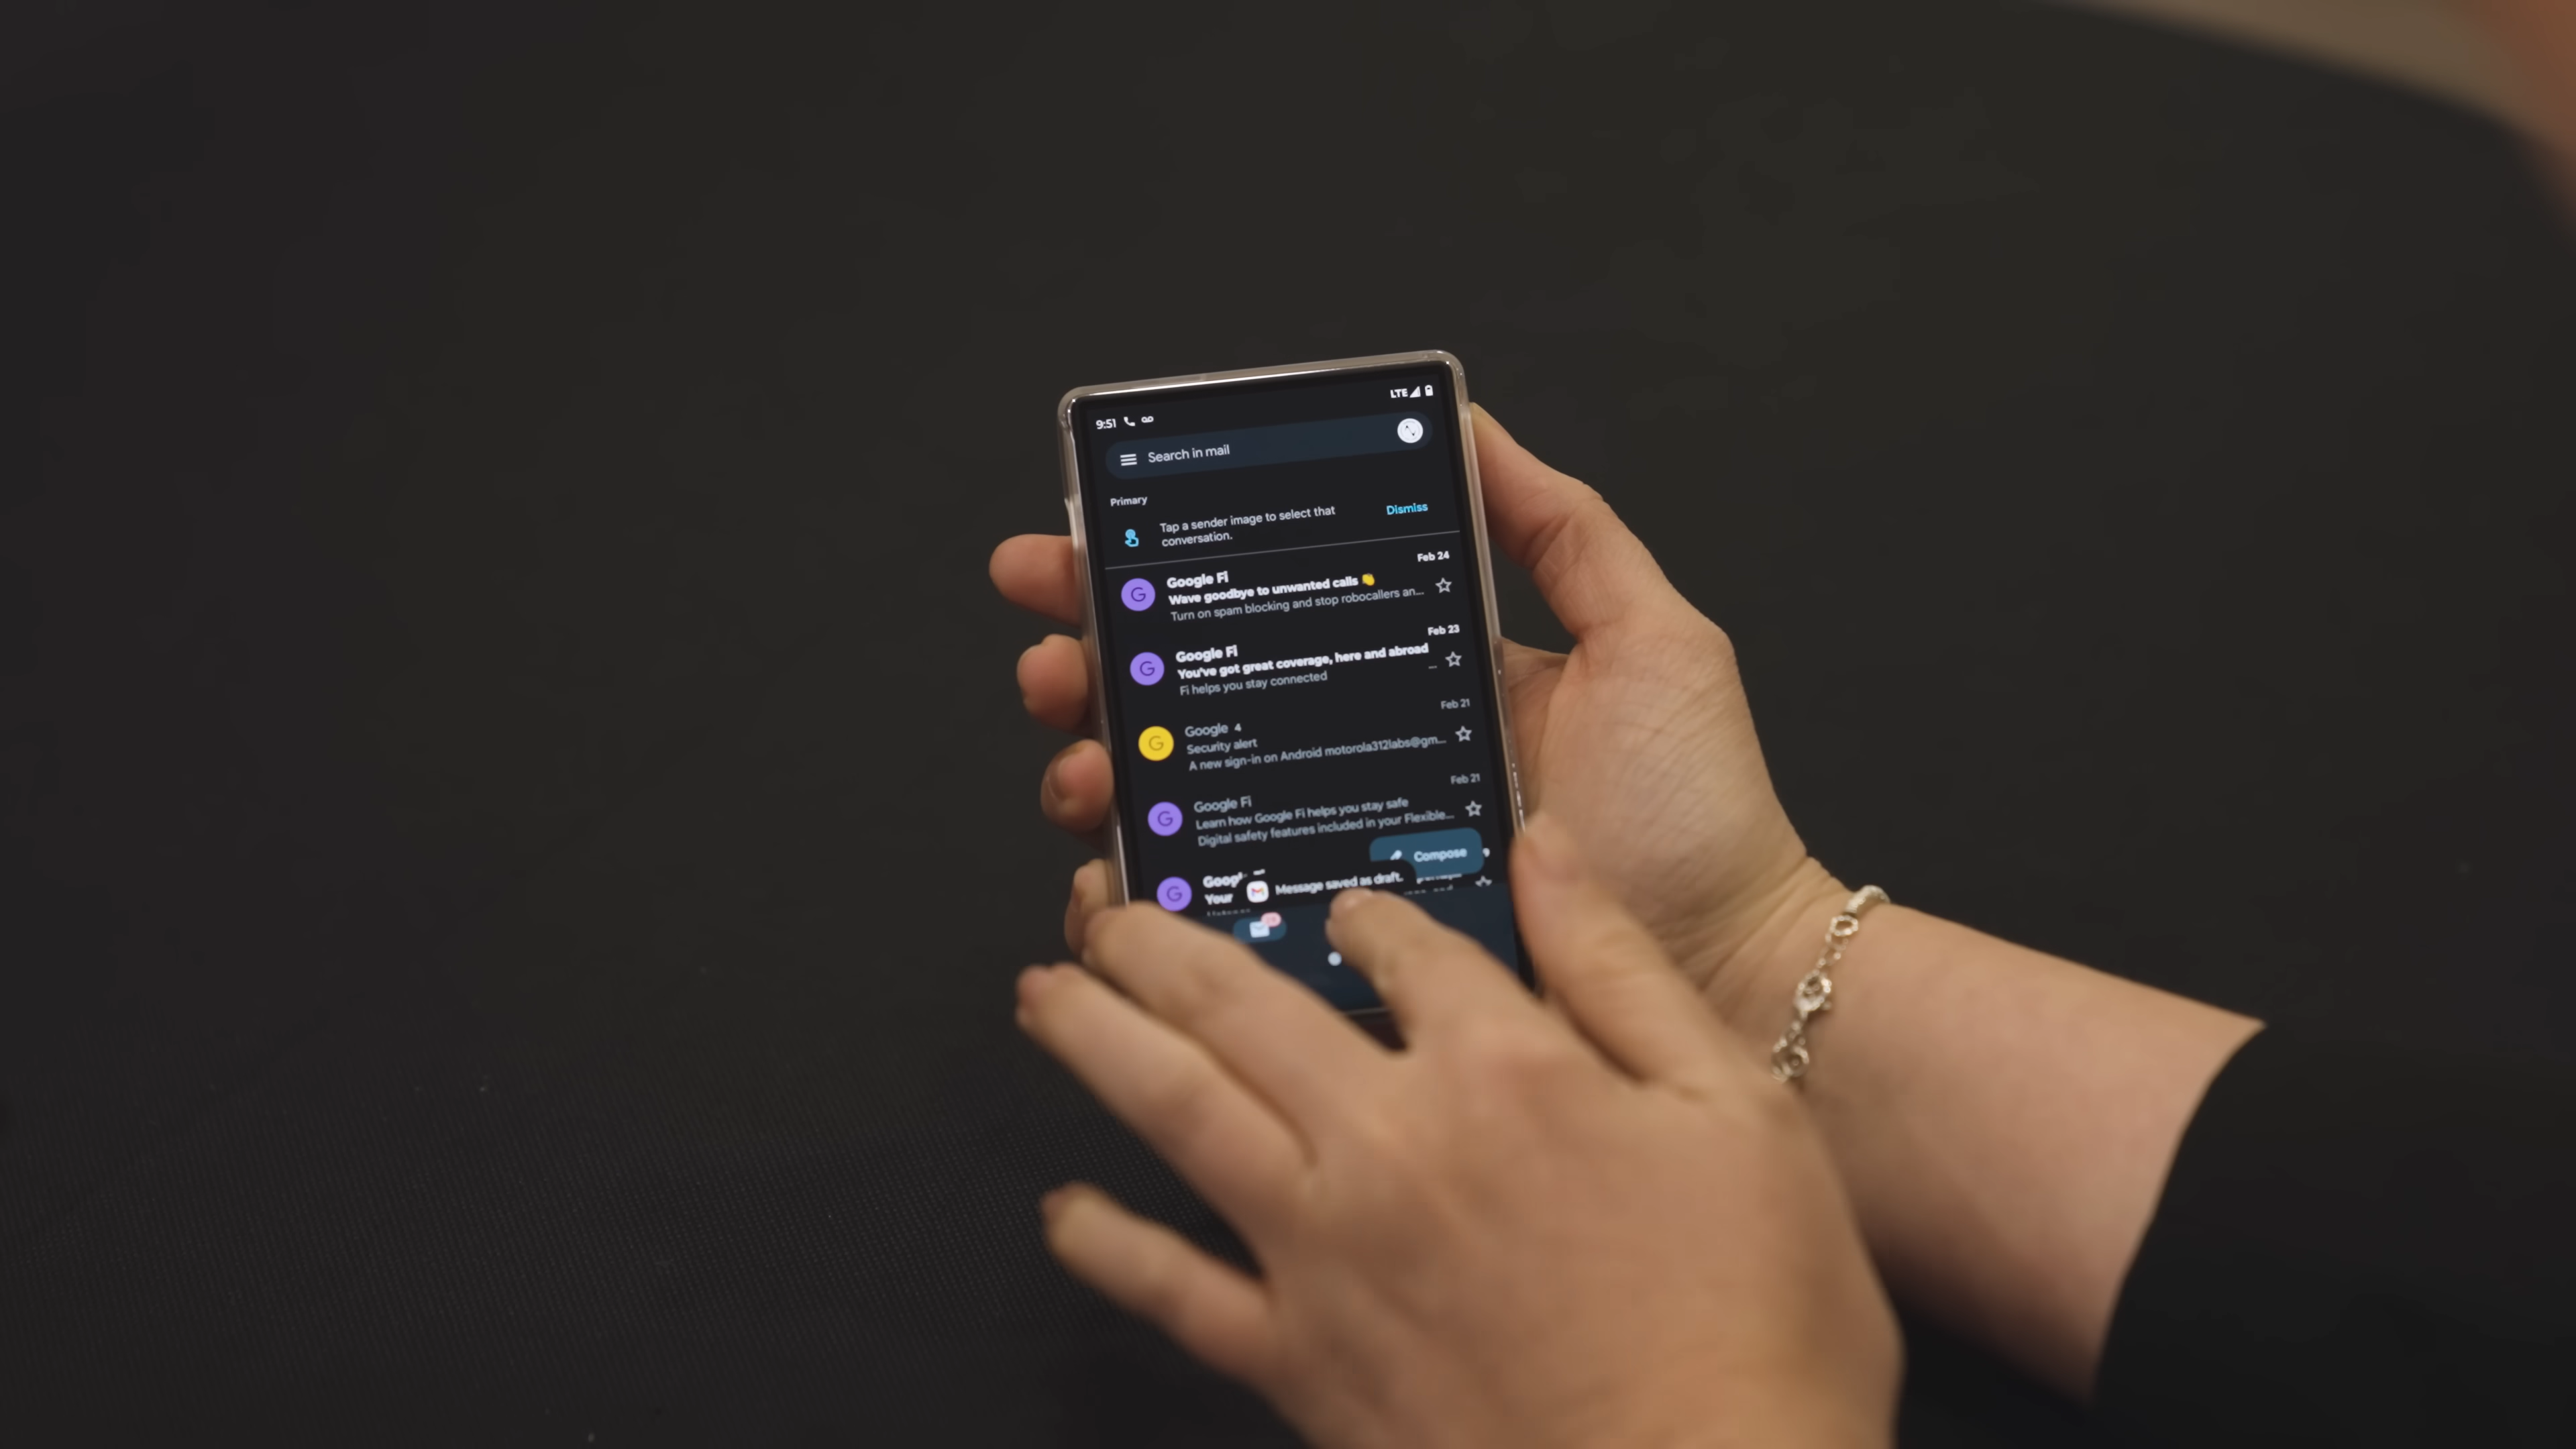 9:51
LTE
Search in mail
Primary
Tap a sender image to select that
conversation.
Dismiss
Google Fi
Feb 24
Wave goodbye to unwanted calls 👋
Turn on spam blocking and stop robocallers an...
Google Fi
Feb 23
You've got great coverage, here and abroad
Fi helps you stay connected
...
Google 4
Feb 21
Security alert
A new sign-in on Android motorola312labs@gm...
Google Fi
Feb 21
Learn how Google Fi helps you stay safe
Digital safety features included in your Flexible...
Compose
Your
Message saved as draft.